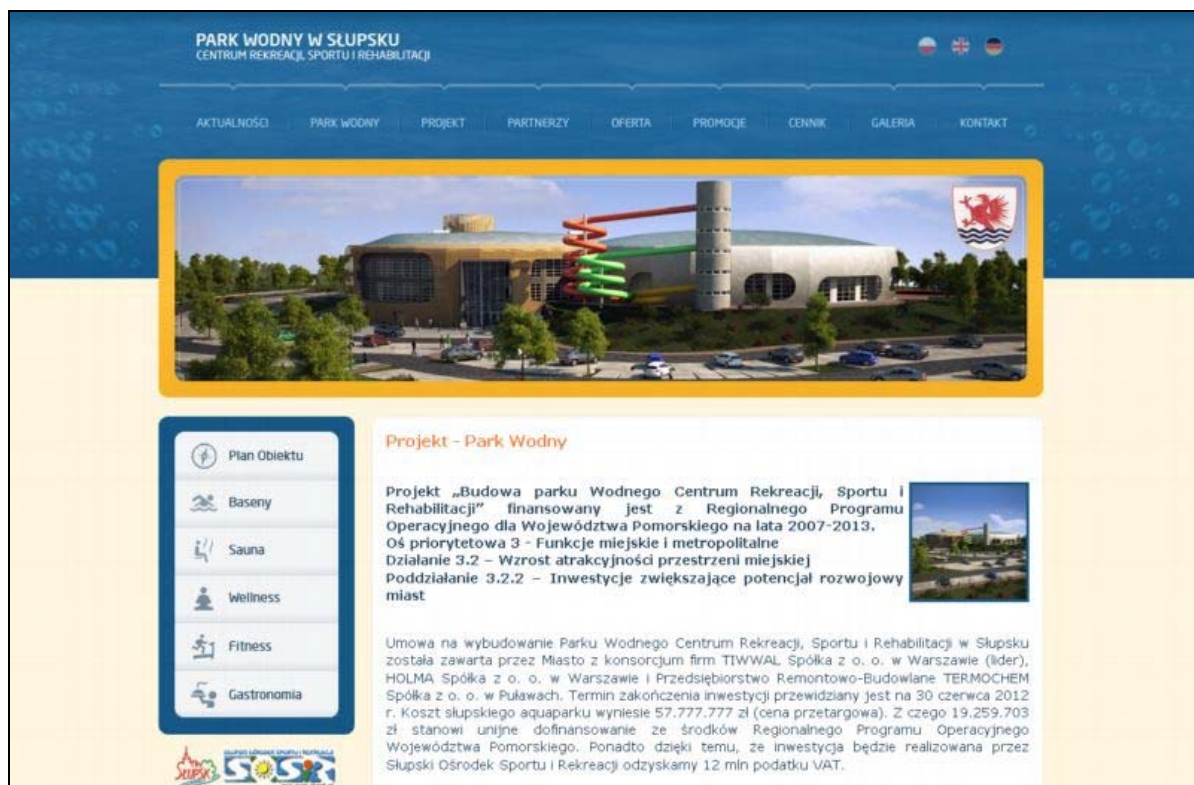 PARK WODNY W SŁUPSKU
CENTRUM REKREACJI, SPORTU I REHABILITACJI
AKTUALNOŚCI PARK WODNY PROJEKT PARTNERZY OFERTA PROMOCJE CENNIK GALERIA KONTAKT
Plan Obiektu
Baseny
Sauna
Wellness
Fitness
Gastronomia
SŁUPSK
SŁUPSKI OŚRODEK SPORTU I REKREACJI
SOSiR
Projekt - Park Wodny
Projekt „Budowa parku Wodnego Centrum Rekreacji, Sportu i
Rehabilitacji” finansowany jest z Regionalnego Programu
Operacyjnego dla Województwa Pomorskiego na lata 2007-2013.
Oś priorytetowa 3 - Funkcje miejskie i metropolitalne
Działanie 3.2 – Wzrost atrakcyjności przestrzeni miejskiej
Poddziałanie 3.2.2 – Inwestycje zwiększające potencjał rozwojowy
miast
Umowa na wybudowanie Parku Wodnego Centrum Rekreacji, Sportu i Rehabilitacji w Słupsku
została zawarta przez Miasto z konsorcjum firm TIWWAL Spółka z o. o. w Warszawie (lider),
HOLMA Spółka z o. o. w Warszawie i Przedsiębiorstwo Remontowo-Budowlane TERMOCHEM
Spółka z o. o. w Puławach. Termin zakończenia inwestycji przewidziany jest na 30 czerwca 2012
r. Koszt słupskiego aquaparku wyniesie 57.777.777 zł (cena przetargowa). Z czego 19.259.703
zł stanowi unijne dofinansowanie ze środków Regionalnego Programu Operacyjnego
Województwa Pomorskiego. Ponadto dzięki temu, że inwestycja będzie realizowana przez
Słupski Ośrodek Sportu i Rekreacji odzyskamy 12 mln podatku VAT.